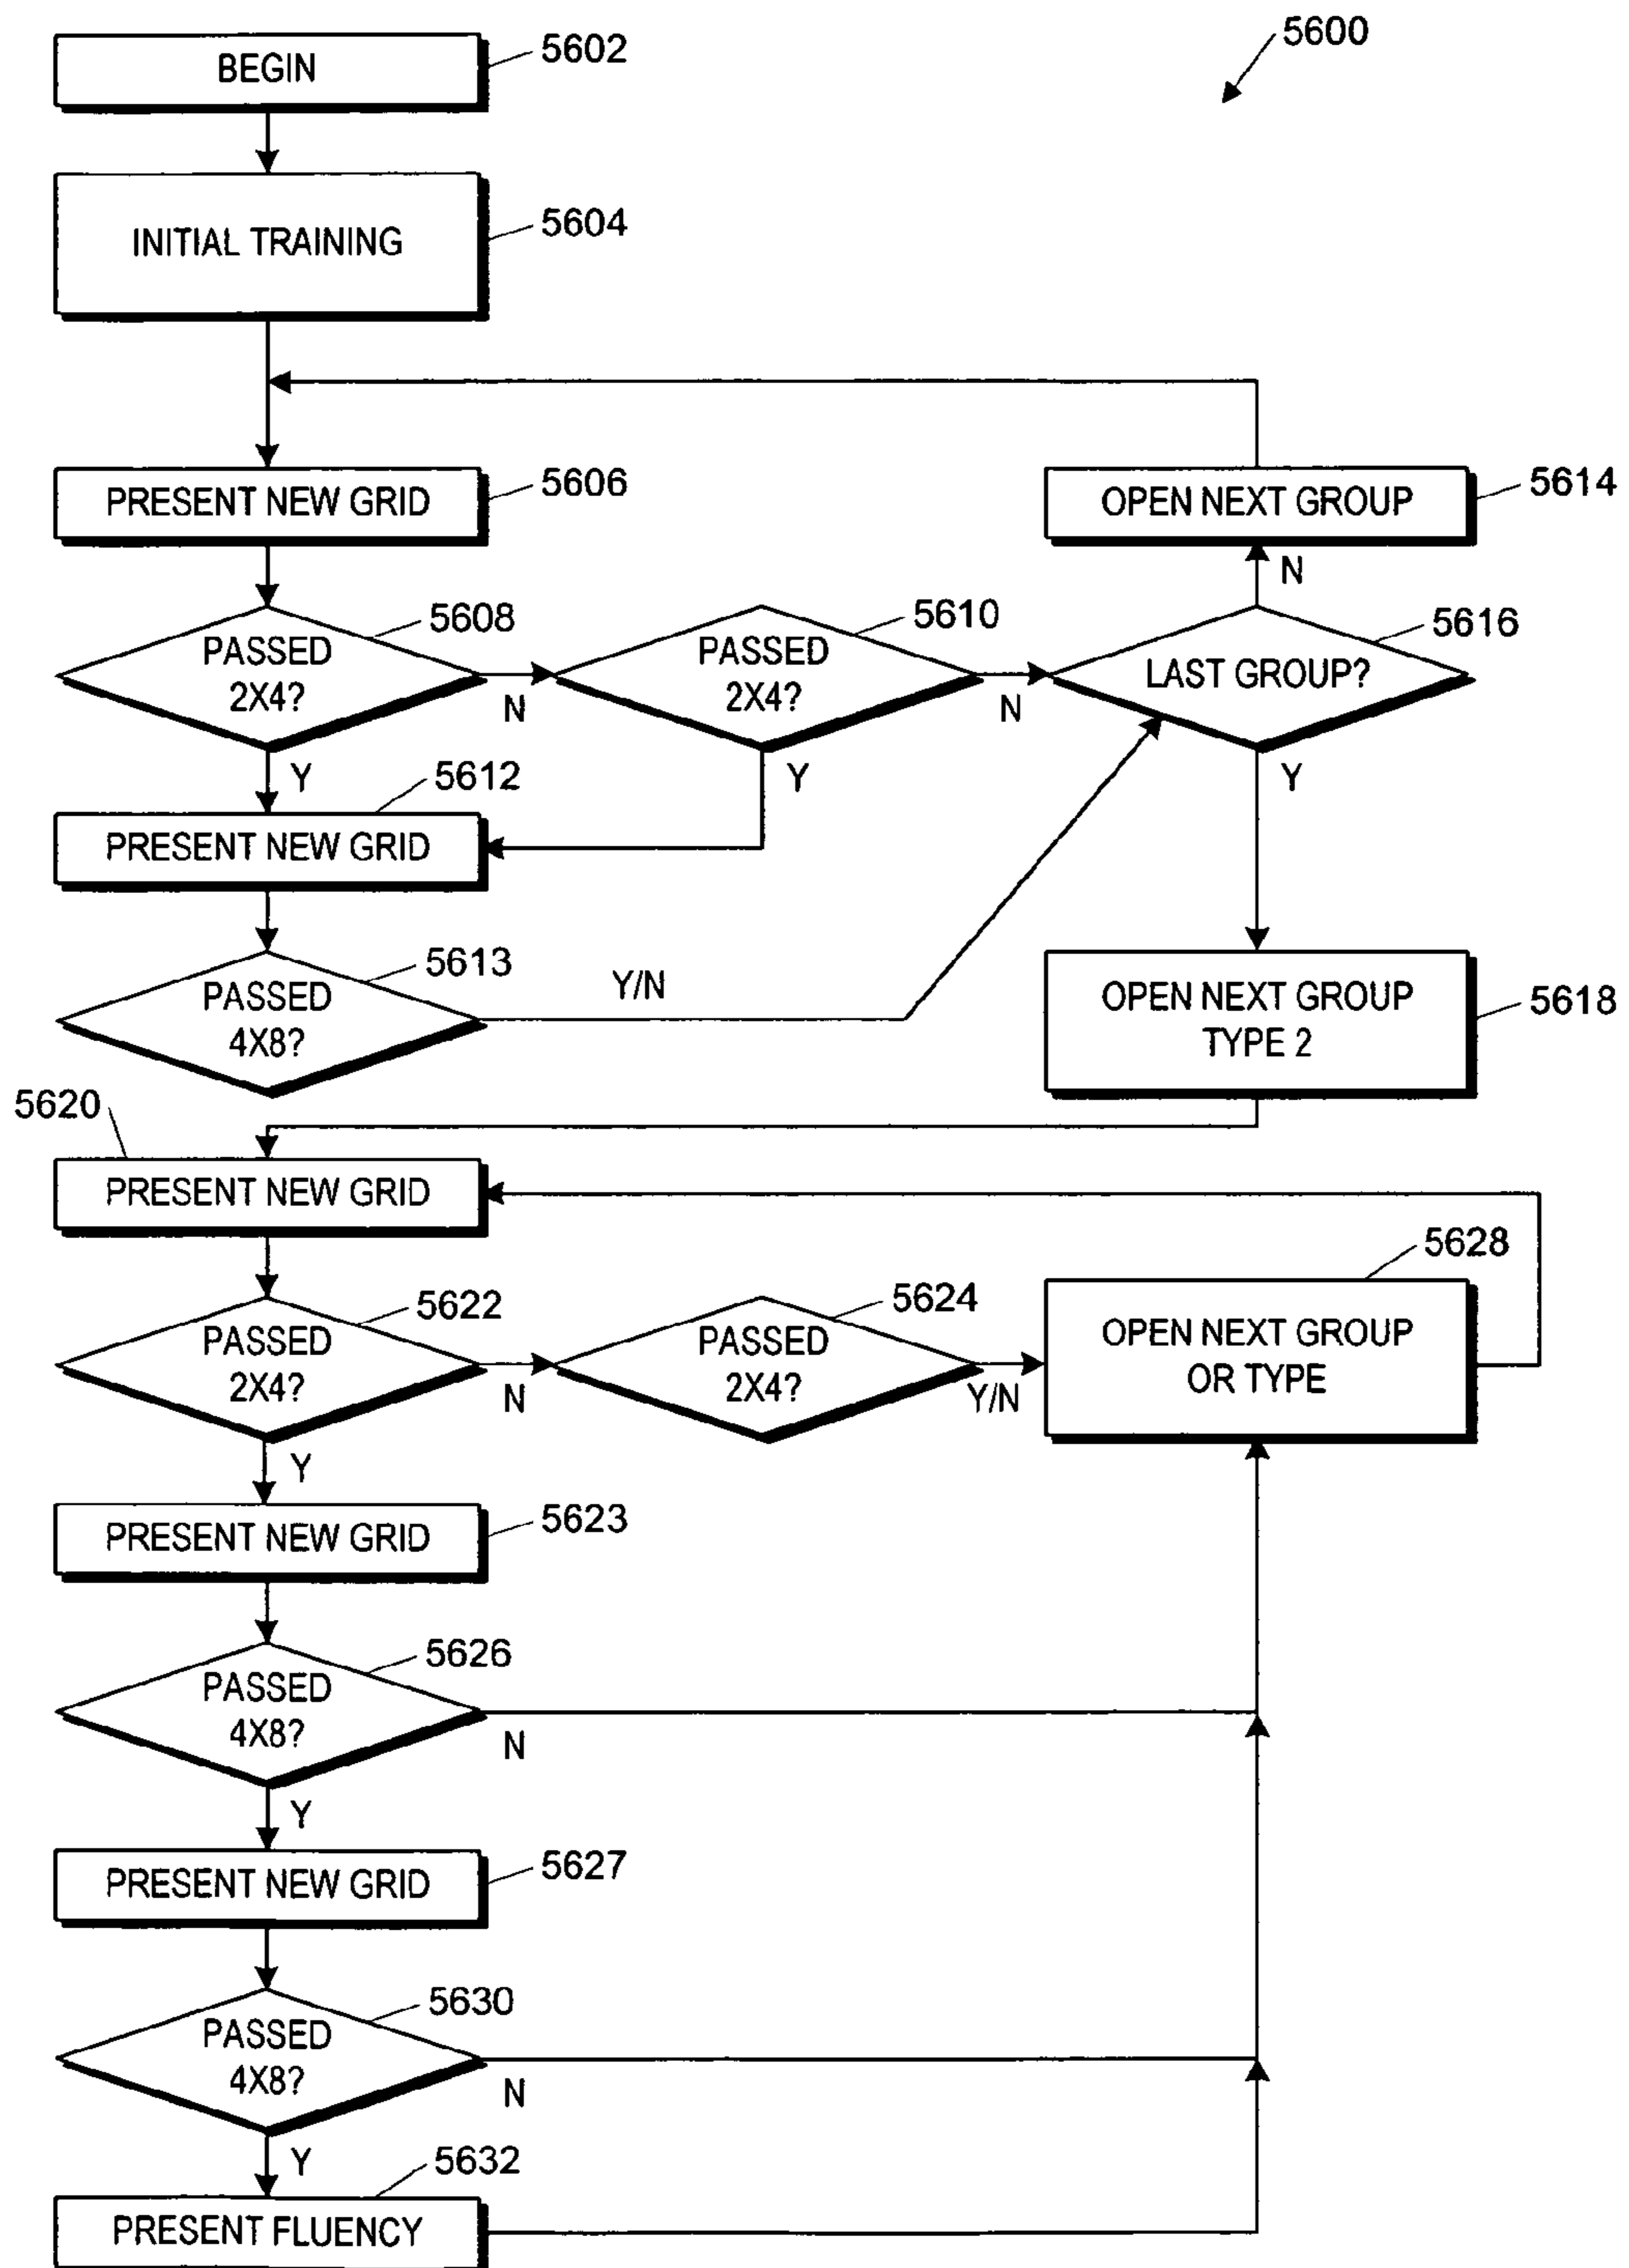 5600
BEGIN
5602
INITIAL TRAINING
5604
PRESENT NEW GRID
5606
OPEN NEXT GROUP
5614
N
PASSED
2X4?
5608
N
Y
PASSED
2X4?
5610
N
Y
LAST GROUP?
5616
Y
PRESENT NEW GRID
5612
PASSED
4X8?
5613
Y/N
OPEN NEXT GROUP
TYPE 2
5618
5620
PRESENT NEW GRID
PASSED
2X4?
5622
N
Y
PASSED
2X4?
5624
Y/N
OPEN NEXT GROUP
OR TYPE
5628
PRESENT NEW GRID
5623
PASSED
4X8?
5626
N
Y
PRESENT NEW GRID
5627
PASSED
4X8?
5630
N
Y
PRESENT FLUENCY
5632